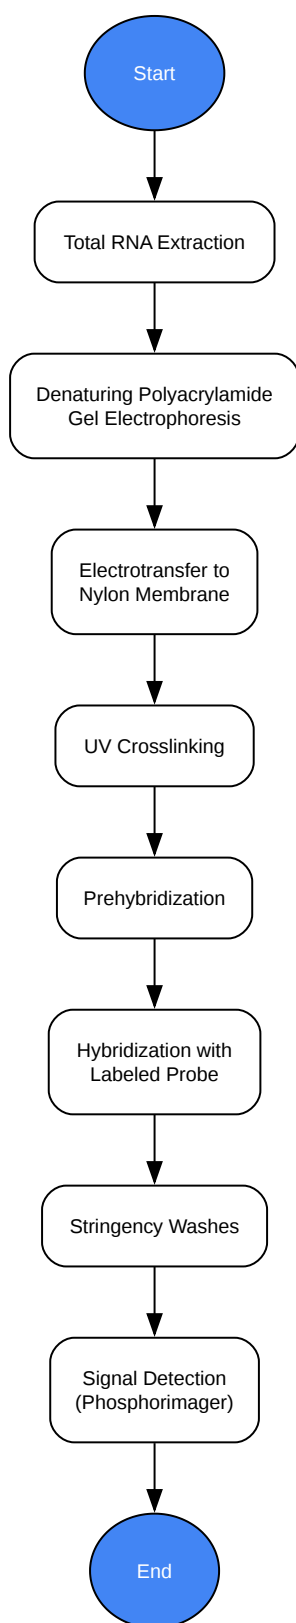 Start
Total RNA Extraction
Denaturing Polyacrylamide
Gel Electrophoresis
Electrotransfer to
Nylon Membrane
UV Crosslinking
Prehybridization
Hybridization with
Labeled Probe
Stringency Washes
Signal Detection
(Phosphorimager)
End